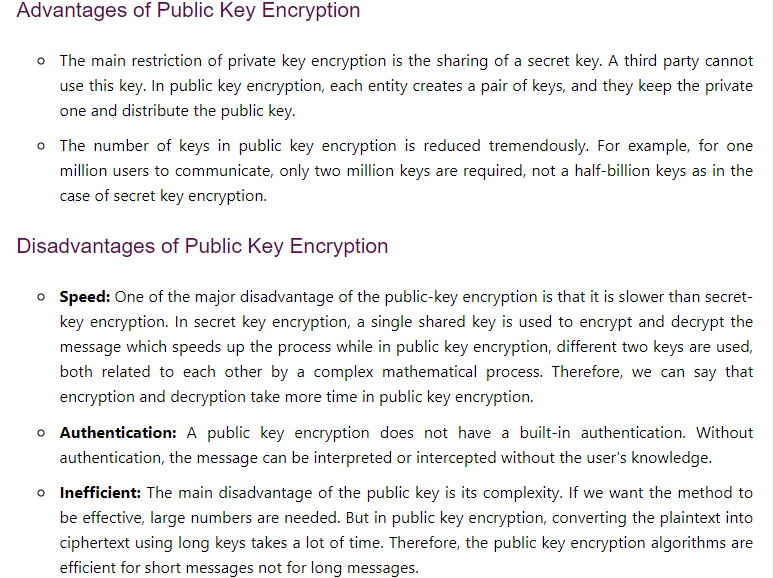 Advantages of Public Key Encryption
The main restriction of private key encryption is the sharing of a secret key. A third party cannot
use this key. In public key encryption, each entity creates a pair of keys, and they keep the private
one and distribute the public key.
The number of keys in public key encryption is reduced tremendously. For example, for one
million users to communicate, only two million keys are required, not a half-billion keys as in the
case of secret key encryption.
Disadvantages of Public Key Encryption
Speed: One of the major disadvantage of the public-key encryption is that it is slower than secret-
key encryption. In secret key encryption, a single shared key is used to encrypt and decrypt the
message which speeds up the process while in public key encryption, different two keys are used,
both related to each other by a complex mathematical process. Therefore, we can say that
encryption and decryption take more time in public key encryption.
Authentication: A public key encryption does not have a built-in authentication. Without
authentication, the message can be interpreted or intercepted without the user's knowledge.
Inefficient: The main disadvantage of the public key is its complexity. If we want the method to
be effective, large numbers are needed. But in public key encryption, converting the plaintext into
ciphertext using long keys takes a lot of time. Therefore, the public key encryption algorithms are
efficient for short messages not for long messages.